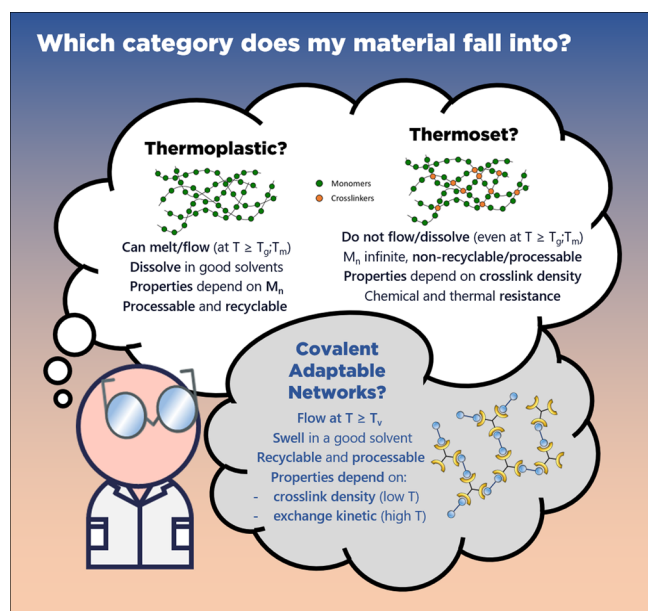 Which category does my material fall into?
Thermoplastic?
Can melt/flow (at T ≥ Tg;Tm)
Dissolve in good solvents
Properties depend on Mn
Processable and recyclable
Monomers
Crosslinkers
Thermoset?
Do not flow/dissolve (even at T ≥ Tg;Tm)
Mn infinite, non-recyclable/processable
Properties depend on crosslink density
Chemical and thermal resistance
Covalent
Adaptable
Networks?
Flow at T ≥ Tv
Swell in a good solvent
Recyclable and processable
Properties depend on:
- crosslink density (low T)
- exchange kinetic (high T)